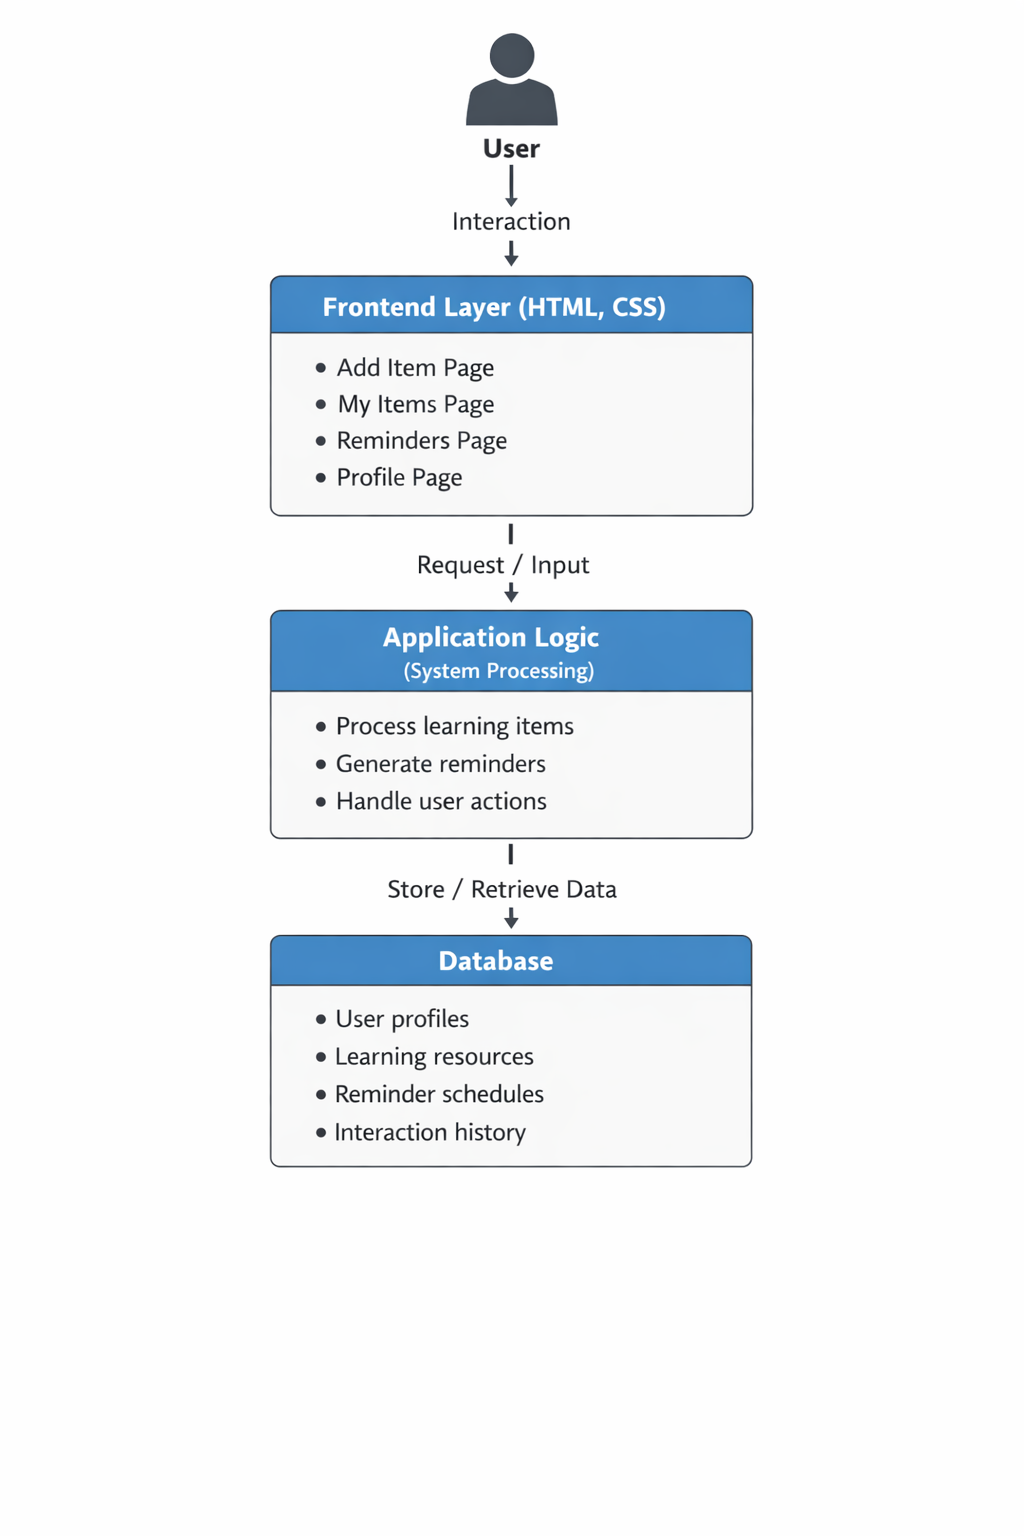 User
Interaction
Frontend Layer (HTML, CSS)
• Add Item Page
• My Items Page
• Reminders Page
• Profile Page
Request / Input
Application Logic
(System Processing)
• Process learning items
• Generate reminders
• Handle user actions
Store / Retrieve Data
Database
• User profiles
• Learning resources
• Reminder schedules
• Interaction history